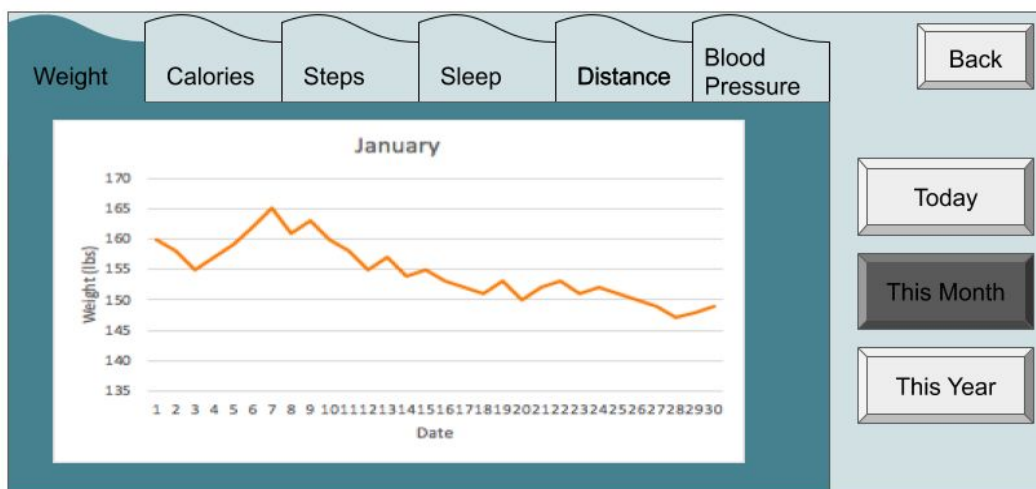 Weight
Calories
Steps
Sleep
Distance
Blood
Pressure
Back
January
170
165
160
155
150
145
140
135
Weight (lbs)
1 2 3 4 5 6 7 8 9 10 11 12 13 14 15 16 17 18 19 20 21 22 23 24 25 26 27 28 29 30
Date
Today
This Month
This Year